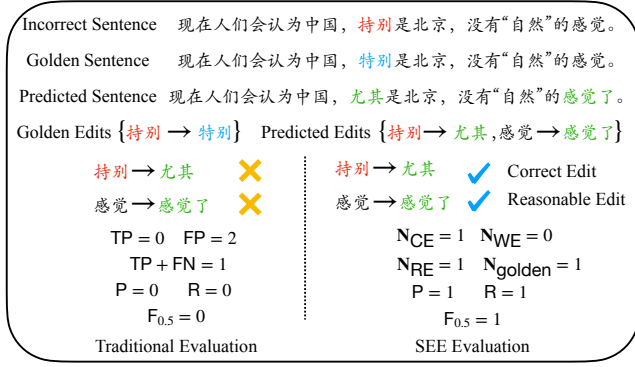 Incorrect Sentence 现在人们会认为中国，持别是北京，没有“自然”的感觉。
Golden Sentence 现在人们会认为中国，特别是北京，没有“自然”的感觉。
Predicted Sentence 现在人们会认为中国，尤其是北京，没有“自然”的感觉了。
Golden Edits {持别 → 特别} Predicted Edits {持别 → 尤其,感觉 → 感觉了}
持别 → 尤其 ✕
感觉 → 感觉了 ✕
TP = 0 FP = 2
TP + FN = 1
P = 0 R = 0
F0.5 = 0
Traditional Evaluation
持别 → 尤其 ✓ Correct Edit
感觉 → 感觉了 ✓ Reasonable Edit
NCE = 1 NWE = 0
NRE = 1 Ngolden = 1
P = 1 R = 1
F0.5 = 1
SEE Evaluation